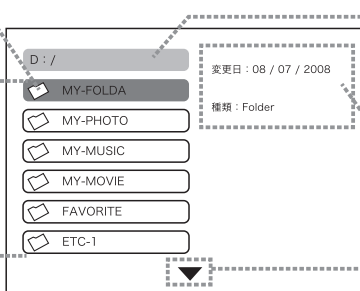 D：/
変更日：08 / 07 / 2008
種類：Folder
MY-FOLDA
MY-PHOTO
MY-MUSIC
MY-MOVIE
FAVORITE
ETC-1